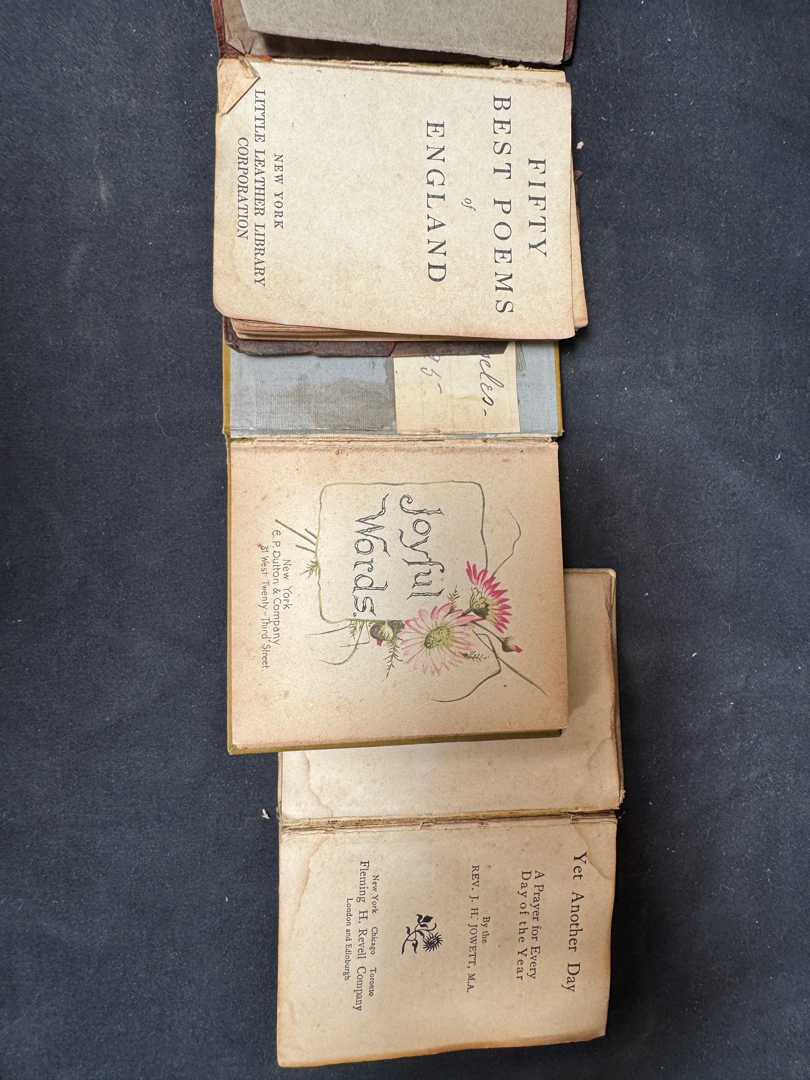 FIFTY
BEST POEMS
of
ENGLAND
NEW YORK
LITTLE LEATHER LIBRARY
CORPORATION
Joyful
Words.
New York
E. P. Dutton & Company
31 West Twenty-Third Street.
Yet Another Day
A Prayer for Every
Day of the Year
By the
REV. J. H. JOWETT, M.A.
New York Chicago Toronto
Fleming H. Revell Company
London and Edinburgh